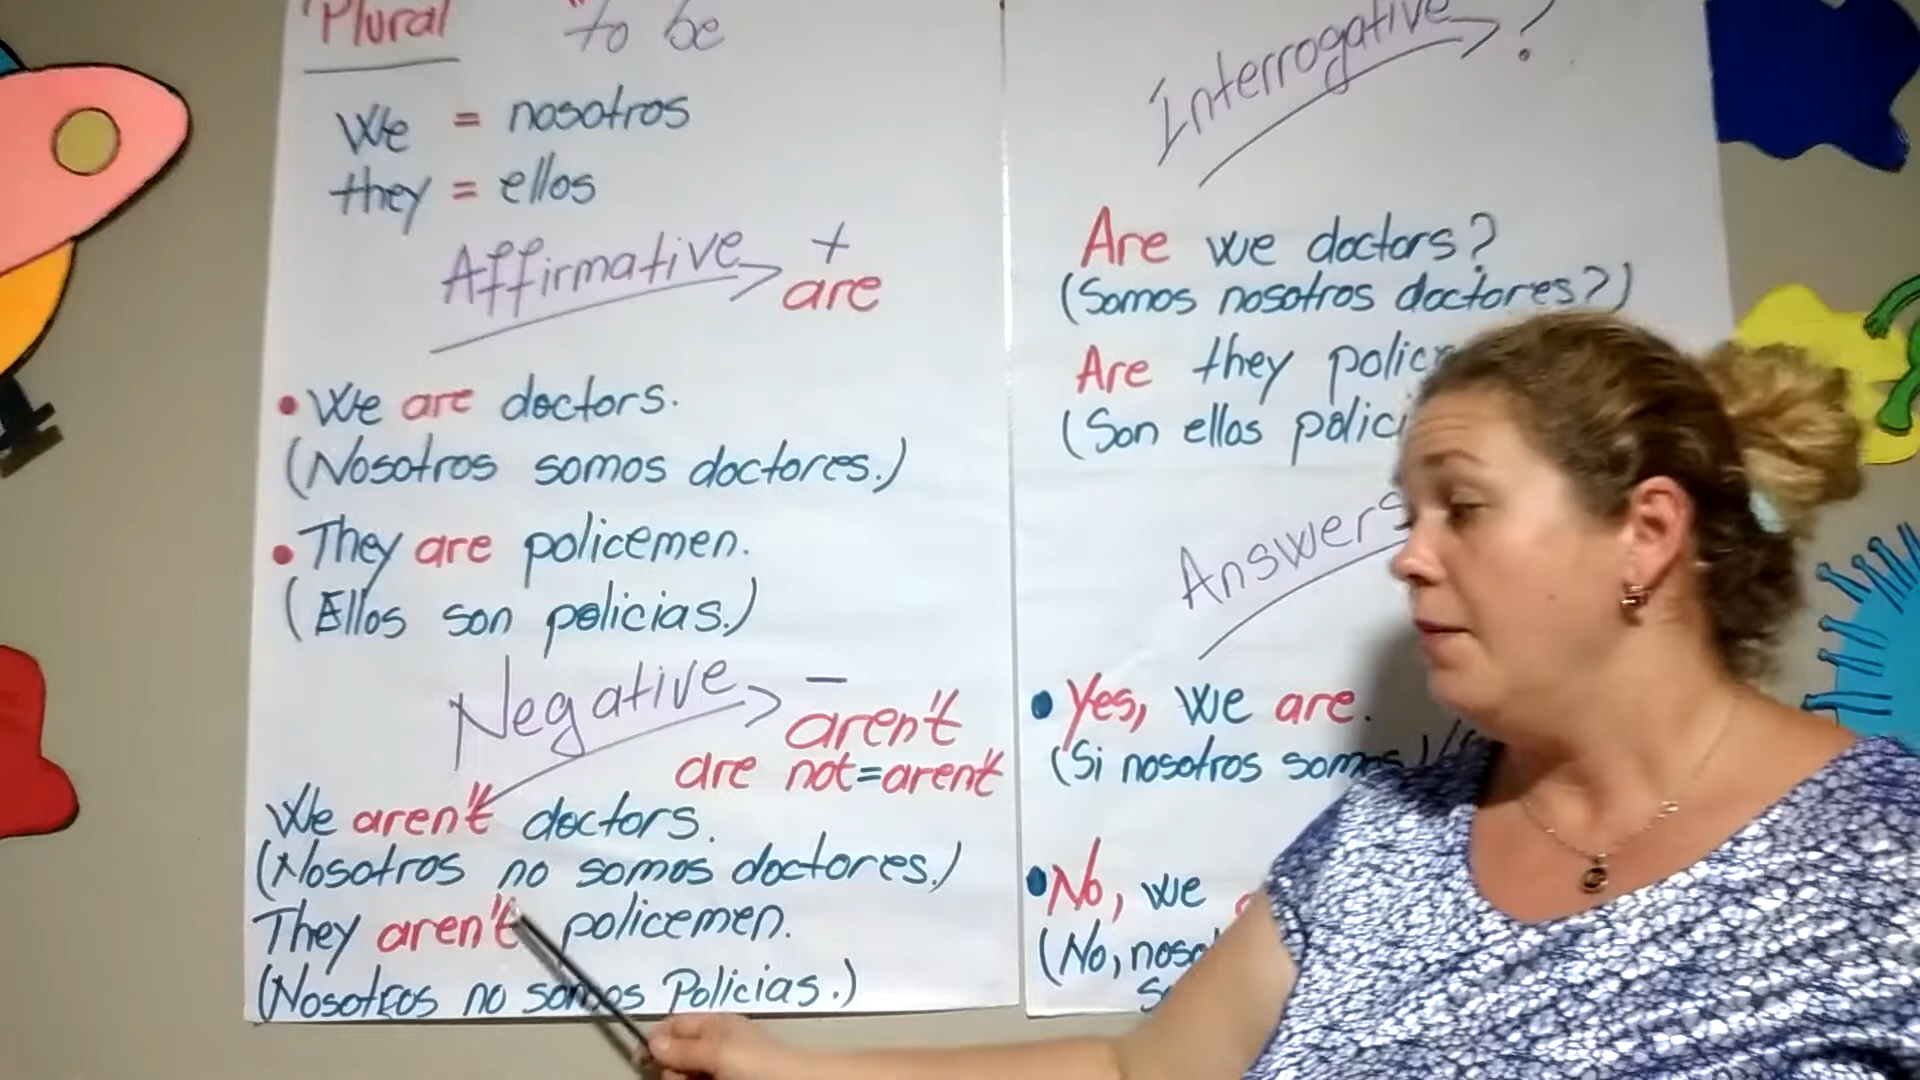 "Plural " to be
We = nosotros
they = ellos
Affirmative +
are
We are doctors.
(Nosotros somos doctores.)
They are policemen.
(Ellos son policias.)
Negative –
aren't
are not=aren't
We aren't doctors.
(Nosotros no somos doctores.)
They aren't policemen.
(Nosotros no somos Policias.)
Interrogative ?
Are we doctors?
(Somos nosotros doctores?)
Are they
(Son ellos
Answers
Yes, we are.
(Si nosotros somos)
No, we
(No,